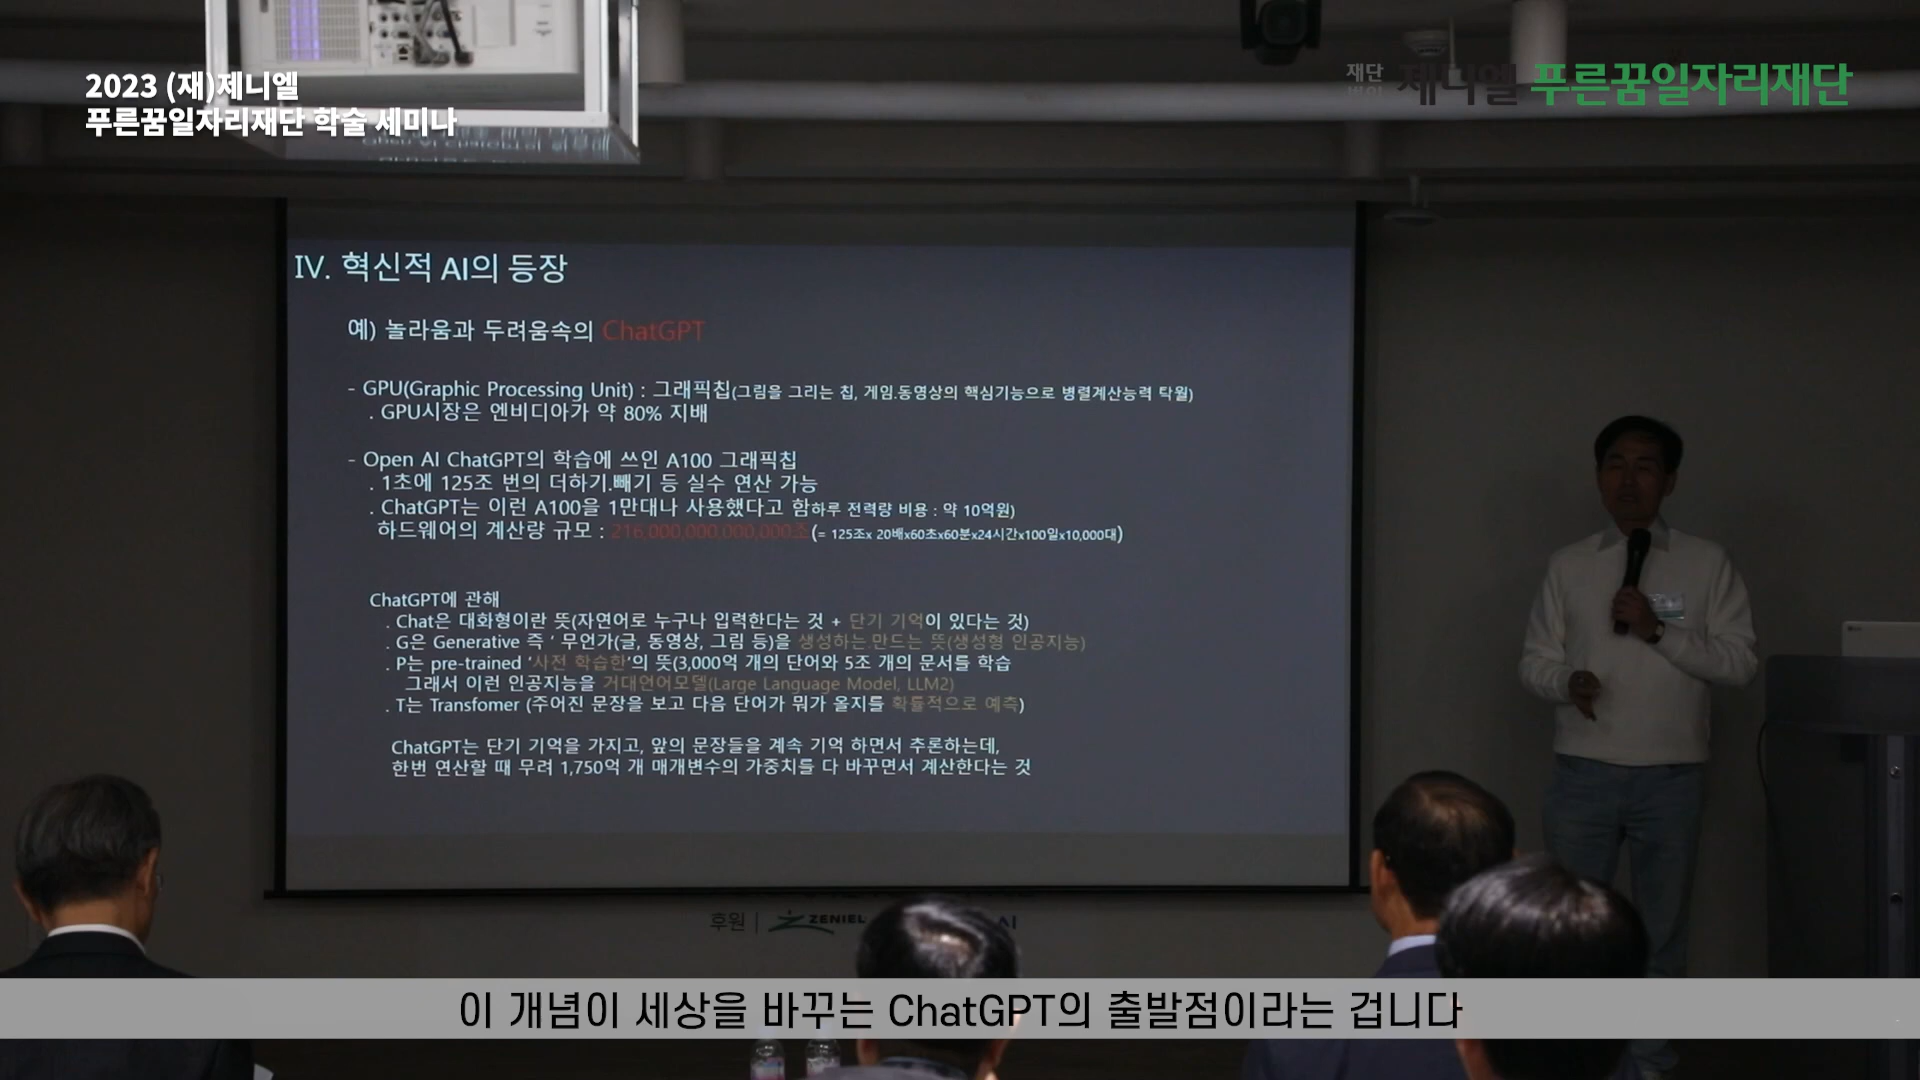 2023 (재)제니엘
푸른꿈일자리재단 학술 세미나
재단 제니엘 푸른꿈일자리재단
IV. 혁신적 AI의 등장
예) 놀라움과 두려움속의 ChatGPT
- GPU(Graphic Processing Unit) : 그래픽칩(그림을 그리는 칩, 게임.동영상의 핵심기능으로 병렬계산능력 탁월)
. GPU시장은 엔비디아가 약 80% 지배
- Open AI ChatGPT의 학습에 쓰인 A100 그래픽칩
. 1초에 125조 번의 더하기.빼기 등 실수 연산 가능
. ChatGPT는 이런 A100을 1만대나 사용했다고 함하루 전력량 비용 : 약 10억원)
하드웨어의 계산량 규모 : 216,000,000,000,000조(= 125조x 20배x60초x60분x24시간x100일x10,000대)
ChatGPT에 관해
. Chat은 대화형이란 뜻(자연어로 누구나 입력한다는 것 + 단기 기억이 있다는 것)
. G은 Generative 즉 ‘ 무언가(글, 동영상, 그림 등)을 생성하는.만드는 뜻(생성형 인공지능)
. P는 pre-trained ‘사전 학습한’의 뜻(3,000억 개의 단어와 5조 개의 문서를 학습
그래서 이런 인공지능을 거대언어모델(Large Language Model, LLM2)
. T는 Transfomer (주어진 문장을 보고 다음 단어가 뭐가 올지를 확률적으로 예측)
ChatGPT는 단기 기억을 가지고, 앞의 문장들을 계속 기억 하면서 추론하는데,
한번 연산할 때 무려 1,750억 개 매개변수의 가중치를 다 바꾸면서 계산한다는 것
후원 | ZENIEL AI
이 개념이 세상을 바꾸는 ChatGPT의 출발점이라는 겁니다